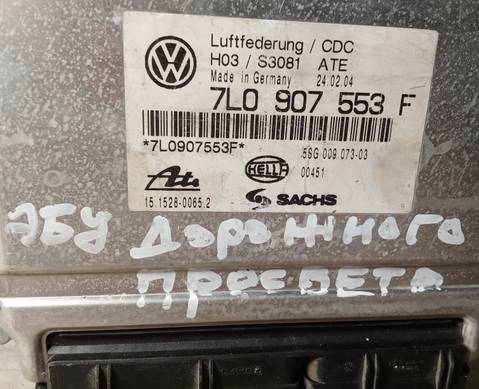 Luftfederung / CDC
H03 / S3081 ATE
Made in Germany 24.02.04
7L0 907 553 F
*7L0907553F*
5SG 009.073-03
HELLA
00451
Ate
SACHS
15.1528-0065.2
ЭБУ Дорожного
просвета